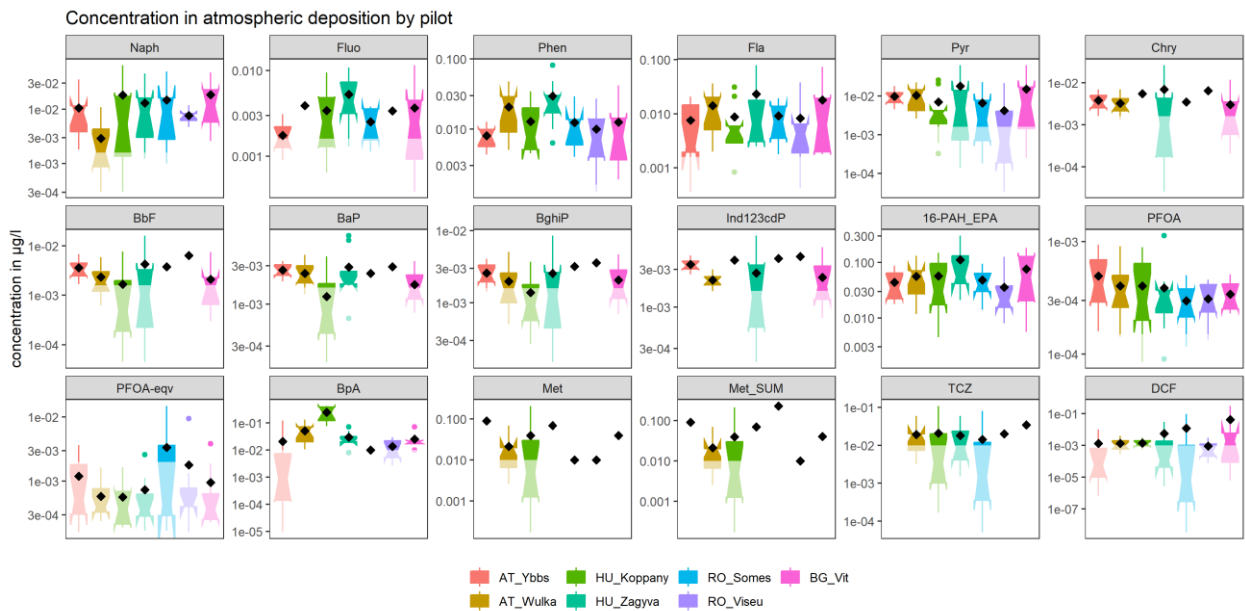 Concentration in atmospheric deposition by pilot
Naph Fluo Phen Fla Pyr Chry
3e-02
1e-02
3e-03
1e-03
3e-04
0.010
0.003
0.001
0.100
0.030
0.010
0.003
0.100
0.010
0.001
1e-02
1e-03
1e-04
1e-02
1e-03
1e-04
BbF BaP BghiP Ind123cdP 16-PAH_EPA PFOA
1e-02
1e-03
1e-04
3e-03
1e-03
3e-04
1e-02
1e-03
1e-04
3e-03
3e-04
0.300
0.100
0.030
0.010
0.003
1e-03
3e-04
1e-04
concentration in µg/l
PFOA-eqv BpA Met Met_SUM TCZ DCF
1e-02
3e-03
1e-03
3e-04
1e-01
1e-02
1e-03
1e-04
1e-05
0.100
0.010
0.001
0.100
0.010
0.001
1e-01
1e-02
1e-03
1e-04
1e-01
1e-03
1e-05
1e-07
AT_Ybbs HU_Koppany RO_Somes BG_Vit
AT_Wulka HU_Zagyva RO_Viseu